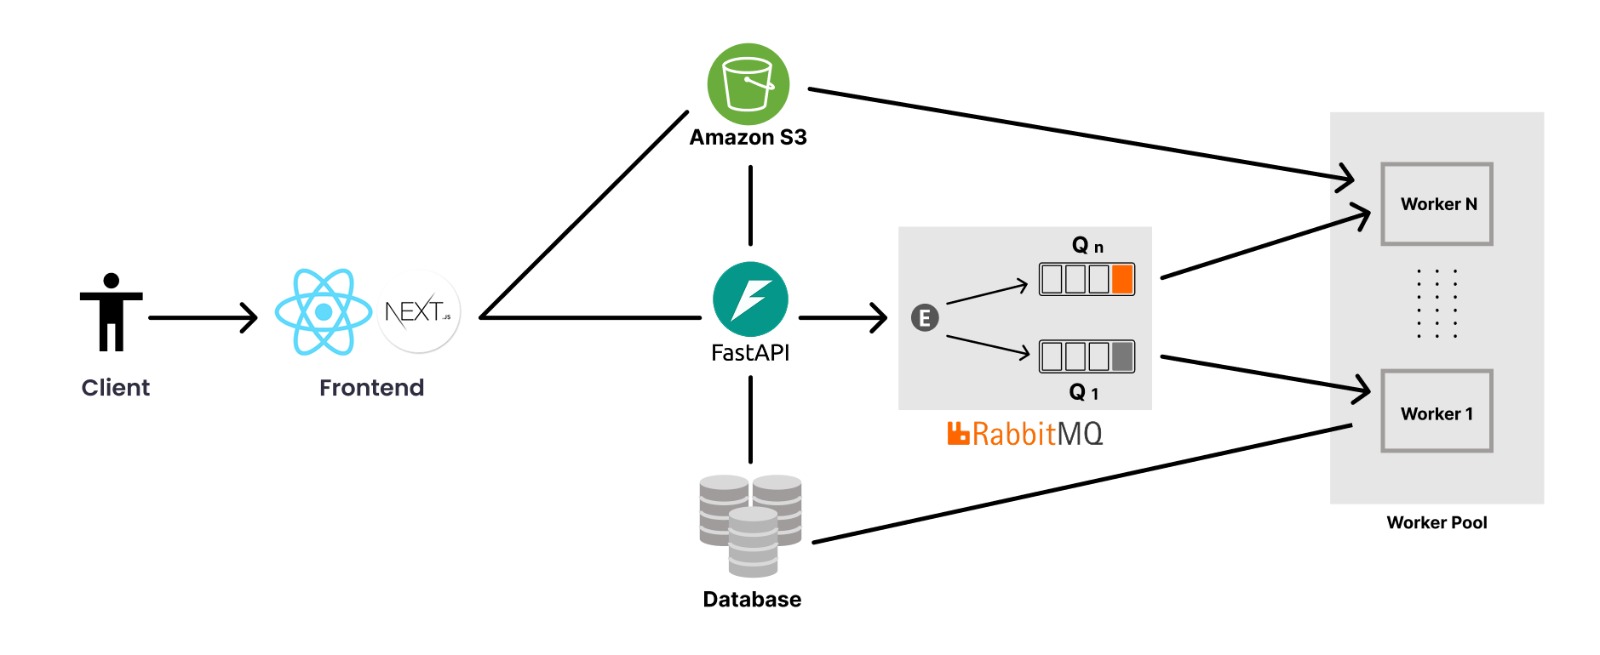 Amazon S3
Worker N
Q n
E
NEXT.JS
FastAPI
Client
Frontend
Q 1
Worker 1
RabbitMQ
Worker Pool
Database